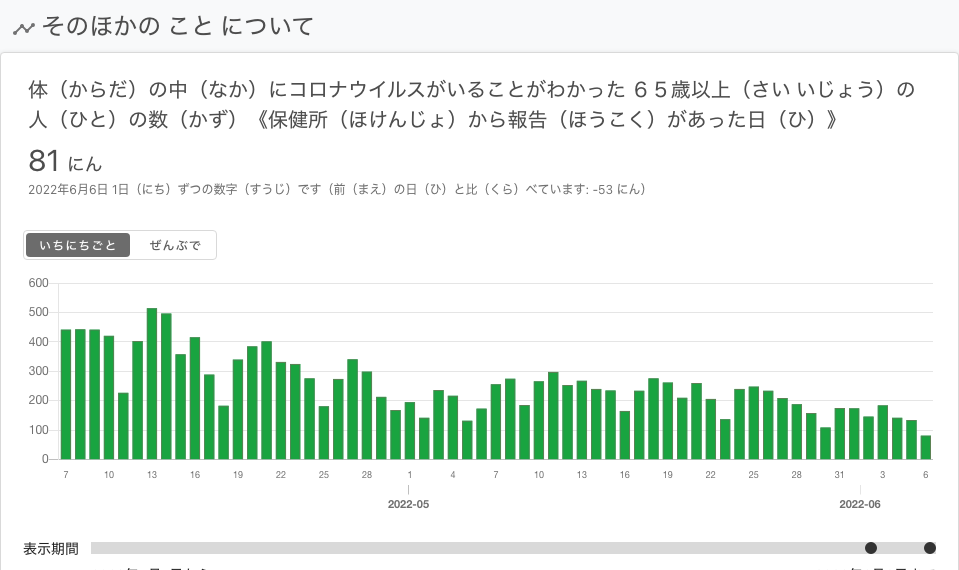 そのほかの こと について
体（からだ）の中（なか）にコロナウイルスがいることがわかった ６５歳以上（さい いじょう）の
人（ひと）の数（かず）《保健所（ほけんじょ）から報告（ほうこく）があった日（ひ）》
81 にん
2022年6月6日 1日（にち）ずつの数字（すうじ）です（前（まえ）の日（ひ）と比（くら）べています: -53 にん）
いちにちごと ぜんぶで
600
500
400
300
200
100
0
7 10 13 16 19 22 25 28 1 4 7 10 13 16 19 22 25 28 31 3 6
2022-05 2022-06
表示期間